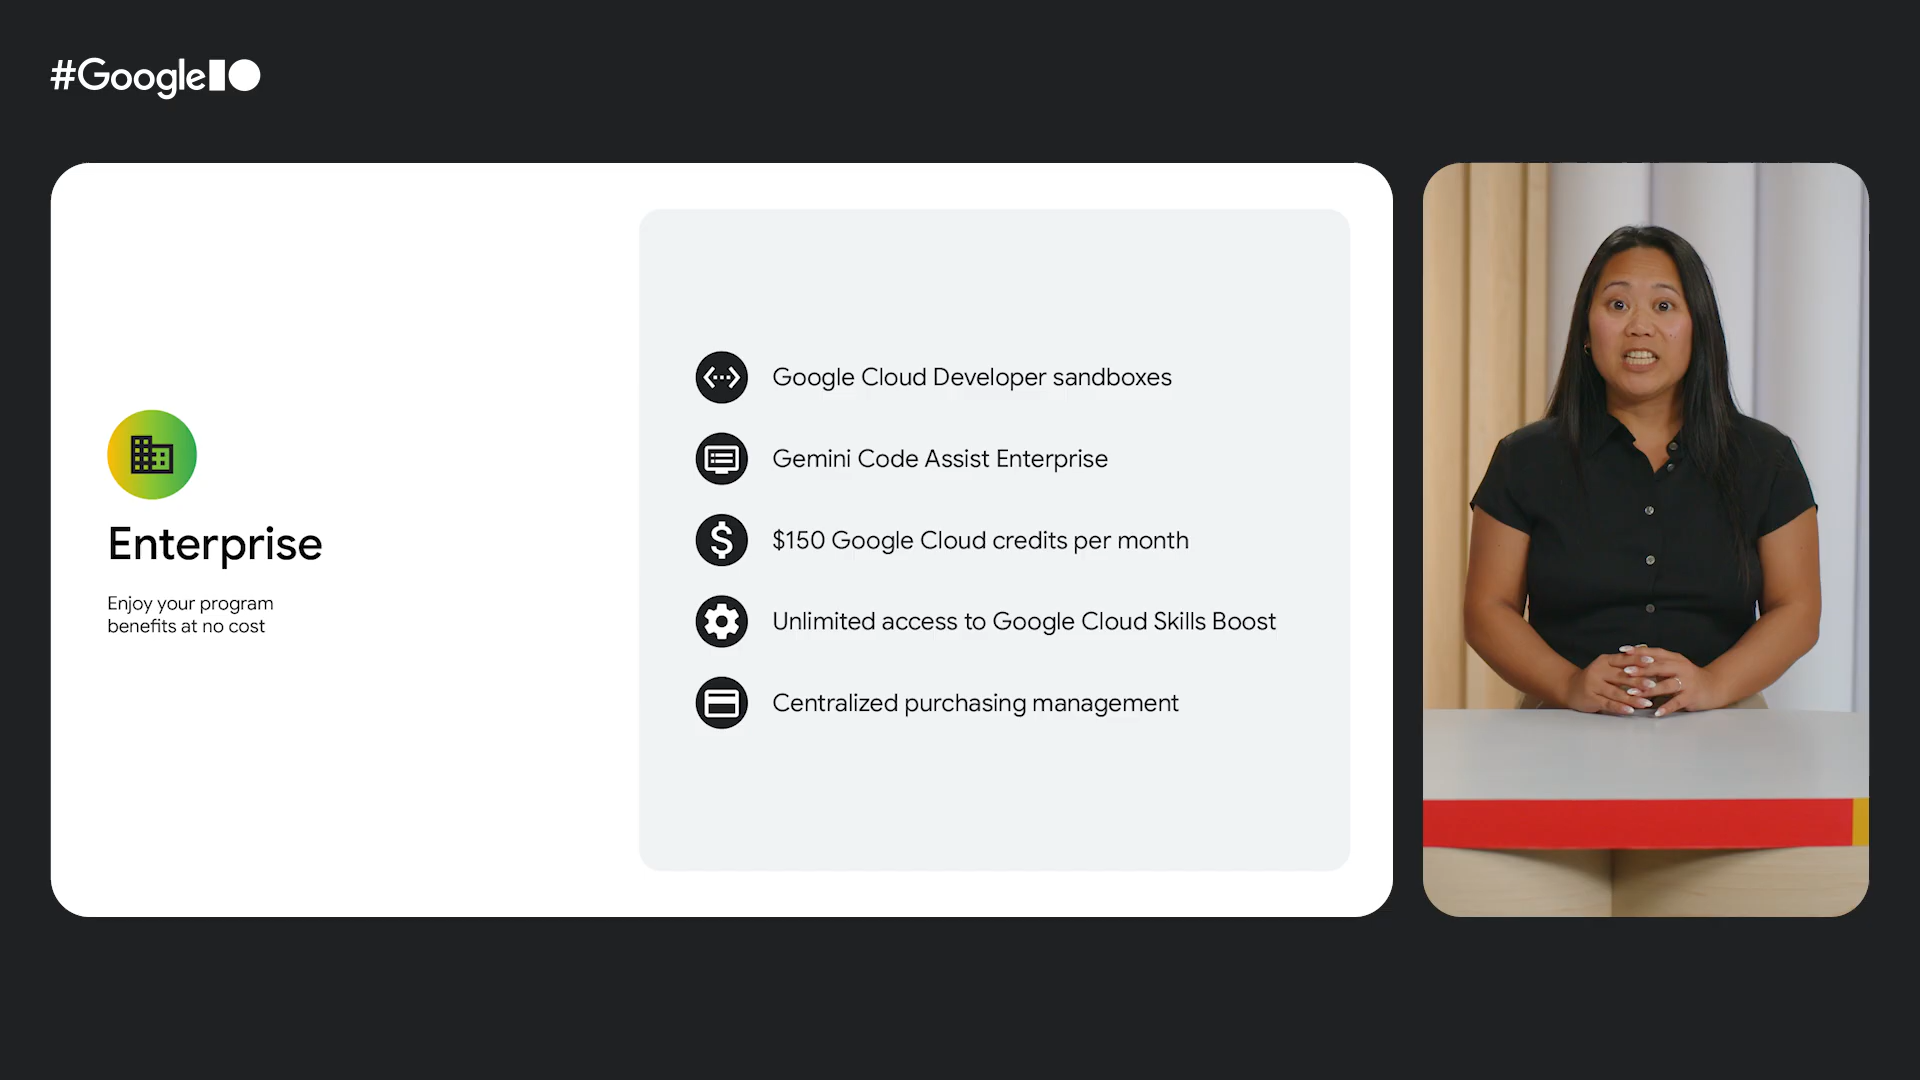 #GoogleIO
Enterprise
Enjoy your program
benefits at no cost
Google Cloud Developer sandboxes
Gemini Code Assist Enterprise
$150 Google Cloud credits per month
Unlimited access to Google Cloud Skills Boost
Centralized purchasing management